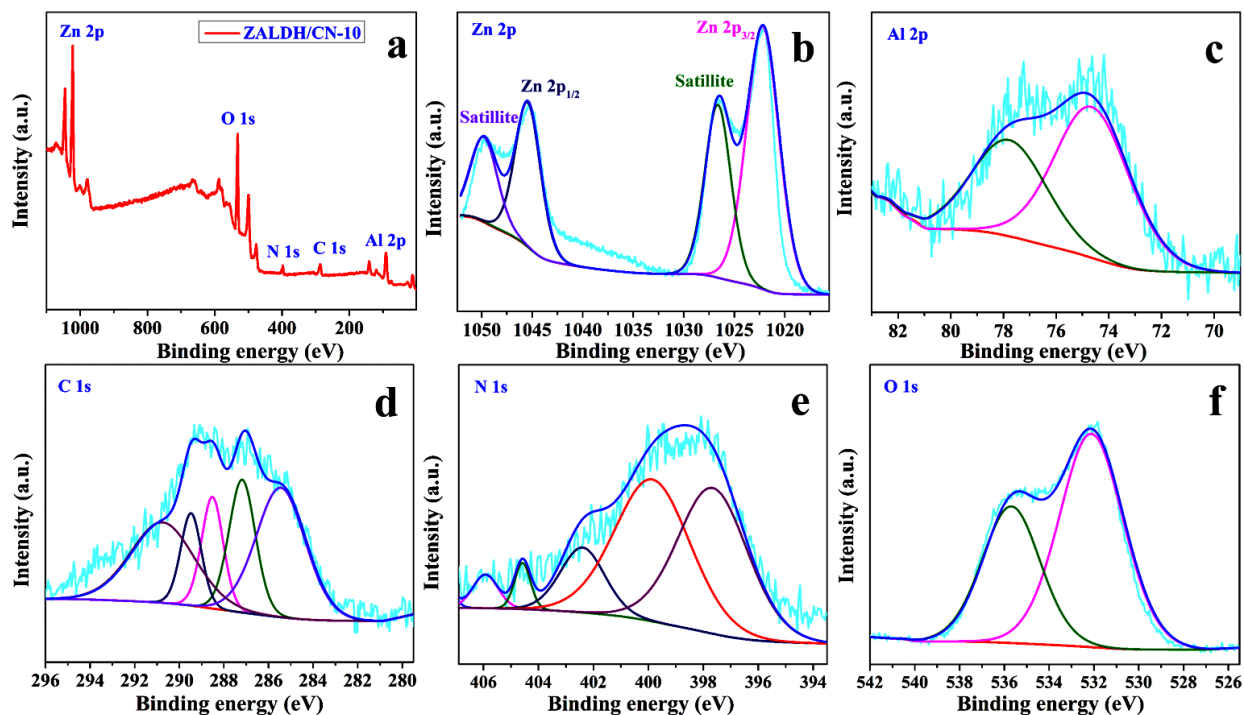 Zn 2p
ZALDH/CN-10
a
O 1s
N 1s
C 1s
Al 2p
Intensity (a.u.)
1000 800 600 400 200
Binding energy (eV)
Zn 2p
b
Zn 2p3/2
Satillite
Zn 2p1/2
Satillite
Intensity (a.u.)
1050 1045 1040 1035 1030 1025 1020
Binding energy (eV)
Al 2p
c
Intensity (a.u.)
82 80 78 76 74 72 70
Binding energy (eV)
C 1s
d
Intensity (a.u.)
296 294 292 290 288 286 284 282 280
Binding energy (eV)
N 1s
e
Intensity (a.u.)
406 404 402 400 398 396 394
Binding energy (eV)
O 1s
f
Intensity (a.u.)
542 540 538 536 534 532 530 528 526
Binding energy (eV)